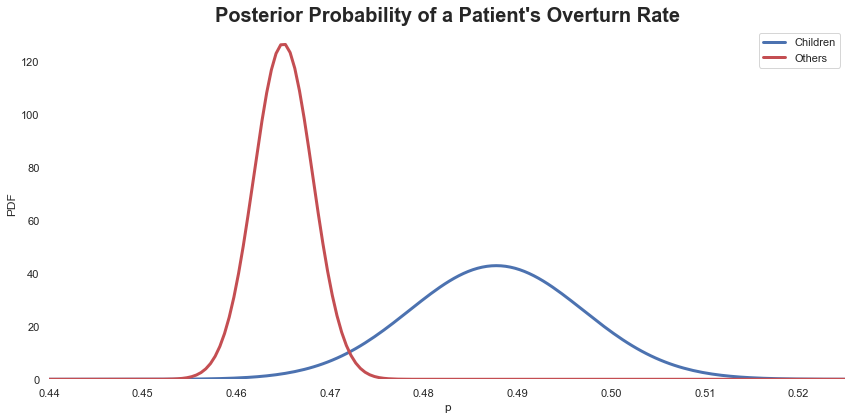 Posterior Probability of a Patient's Overturn Rate
Children
Others
PDF
120
100
80
60
40
20
0
0.44 0.45 0.46 0.47 0.48 0.49 0.50 0.51 0.52
p